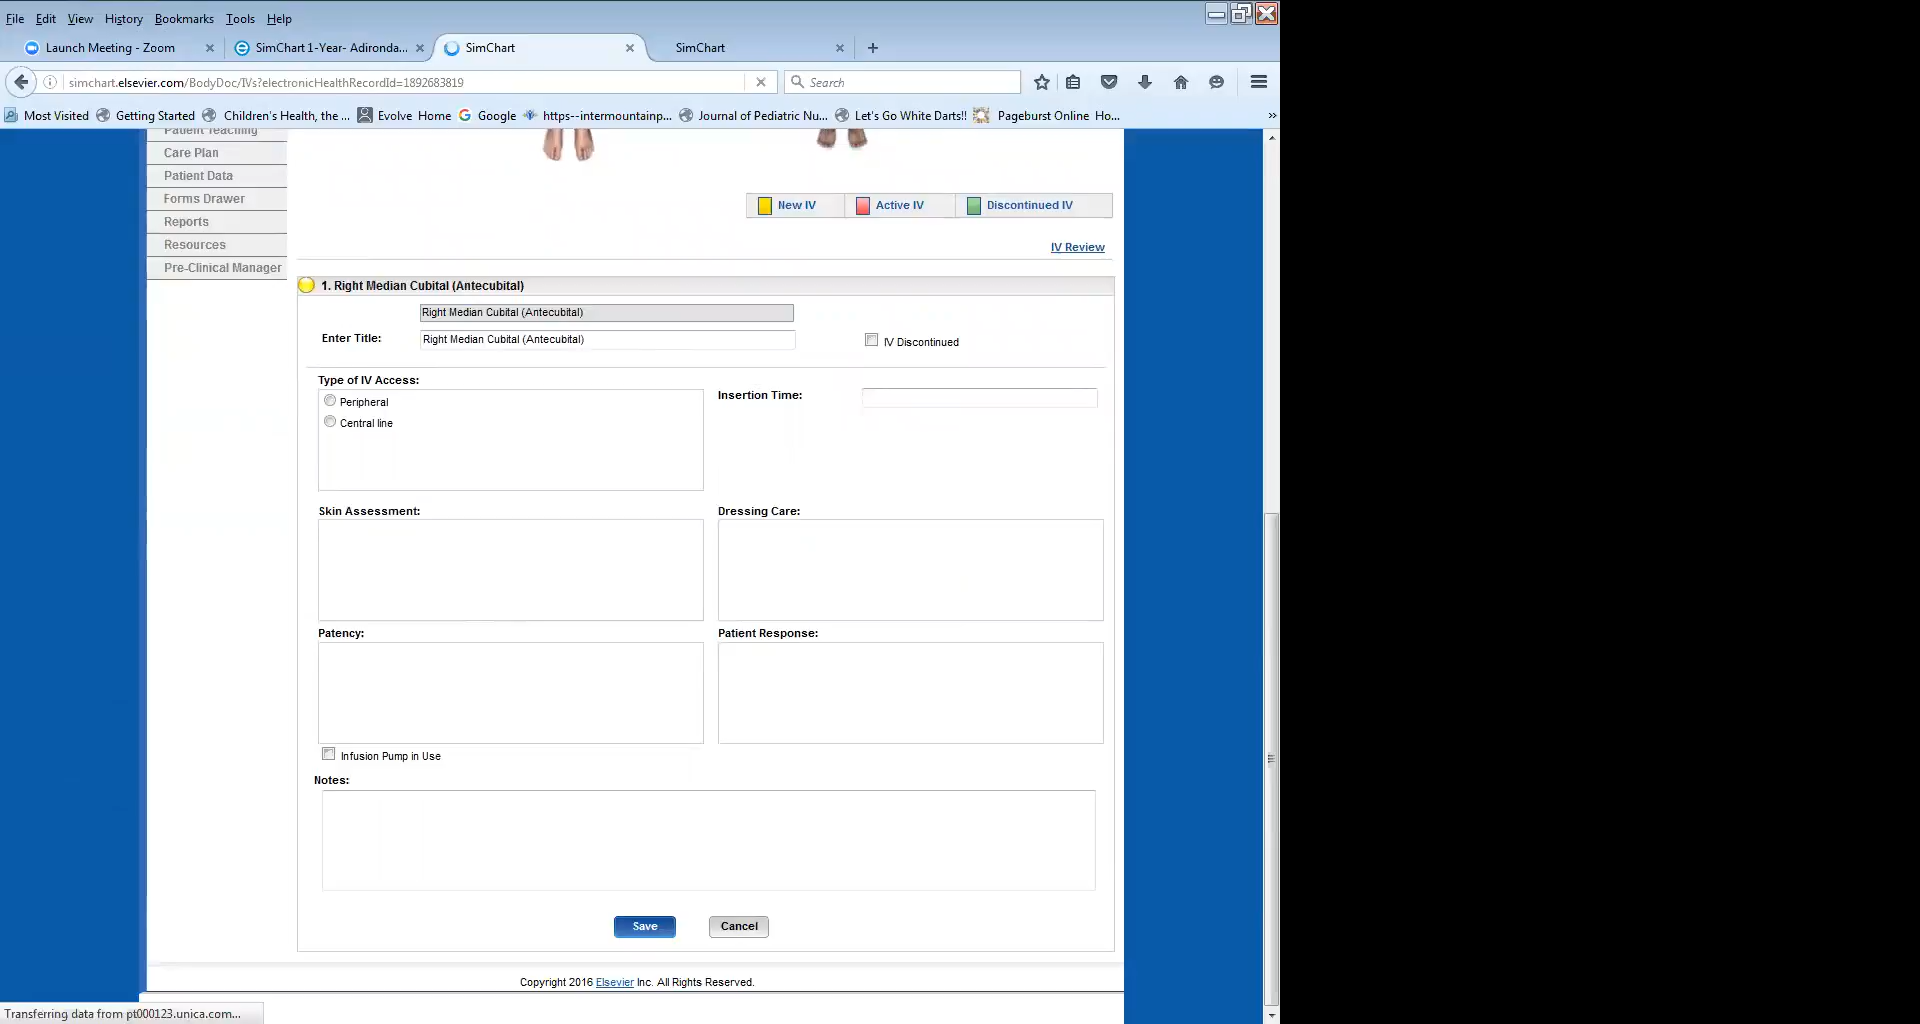 File Edit View History Bookmarks Tools Help
Launch Meeting - Zoom SimChart 1-Year- Adironda... SimChart SimChart
simchart.elsevier.com/BodyDoc/IVs?electronicHealthRecordId=1892683819 Search
Most Visited Getting Started Children's Health, the ... Evolve Home Google https--intermountainp... Journal of Pediatric Nu... Let's Go White Darts!! Pageburst Online Ho... »
Patient Teaching
Care Plan
Patient Data
Forms Drawer
Reports
Resources
Pre-Clinical Manager
New IV Active IV Discontinued IV
IV Review
1. Right Median Cubital (Antecubital)
Right Median Cubital (Antecubital)
Enter Title: Right Median Cubital (Antecubital) IV Discontinued
Type of IV Access:
Peripheral
Central line
Insertion Time:
Skin Assessment: Dressing Care:
Patency: Patient Response:
Infusion Pump in Use
Notes:
Save Cancel
Copyright 2016 Elsevier Inc. All Rights Reserved.
Transferring data from pt000123.unica.com...